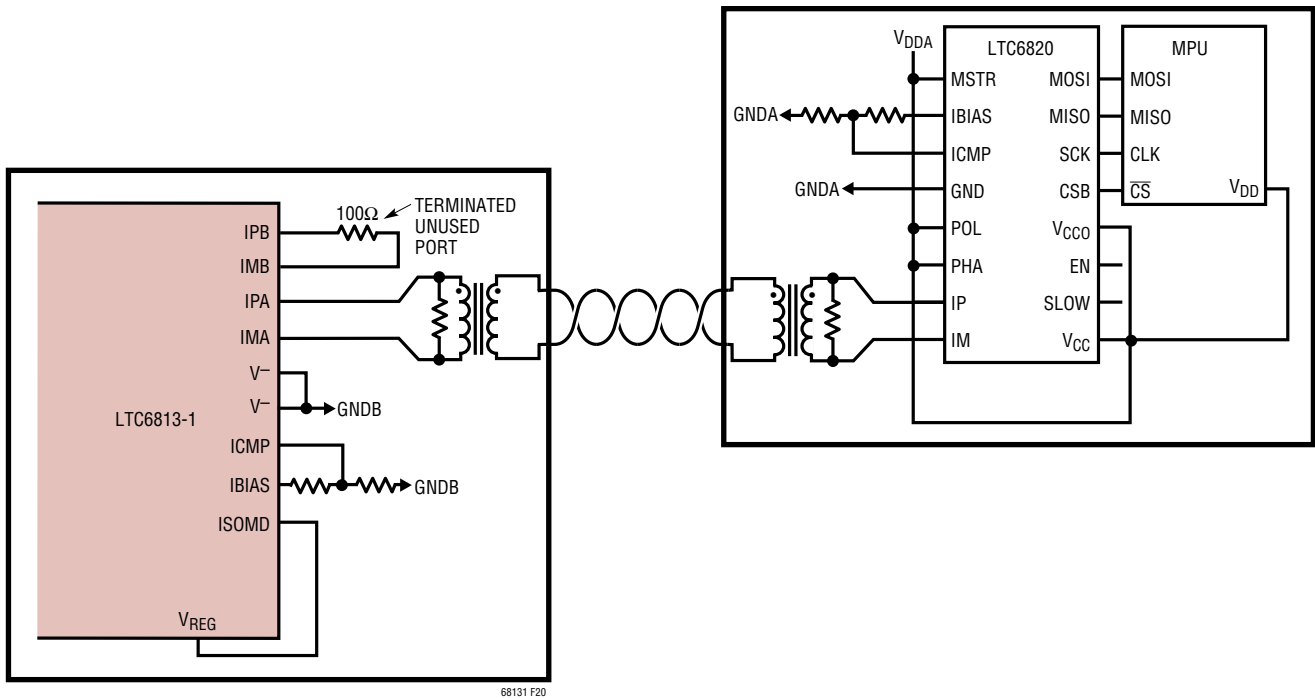 LTC6813-1
IPB
IMB
IPA
IMA
V–
V–
ICMP
IBIAS
ISOMD
VREG
100Ω
TERMINATED
UNUSED
PORT
GNDB
GNDB
VDDA
GNDA
GNDA
LTC6820
MSTR
IBIAS
ICMP
GND
POL
PHA
IP
IM
MOSI
MISO
SCK
CSB
VCCO
EN
SLOW
VCC
MPU
MOSI
MISO
CLK
CS
VDD
68131 F20